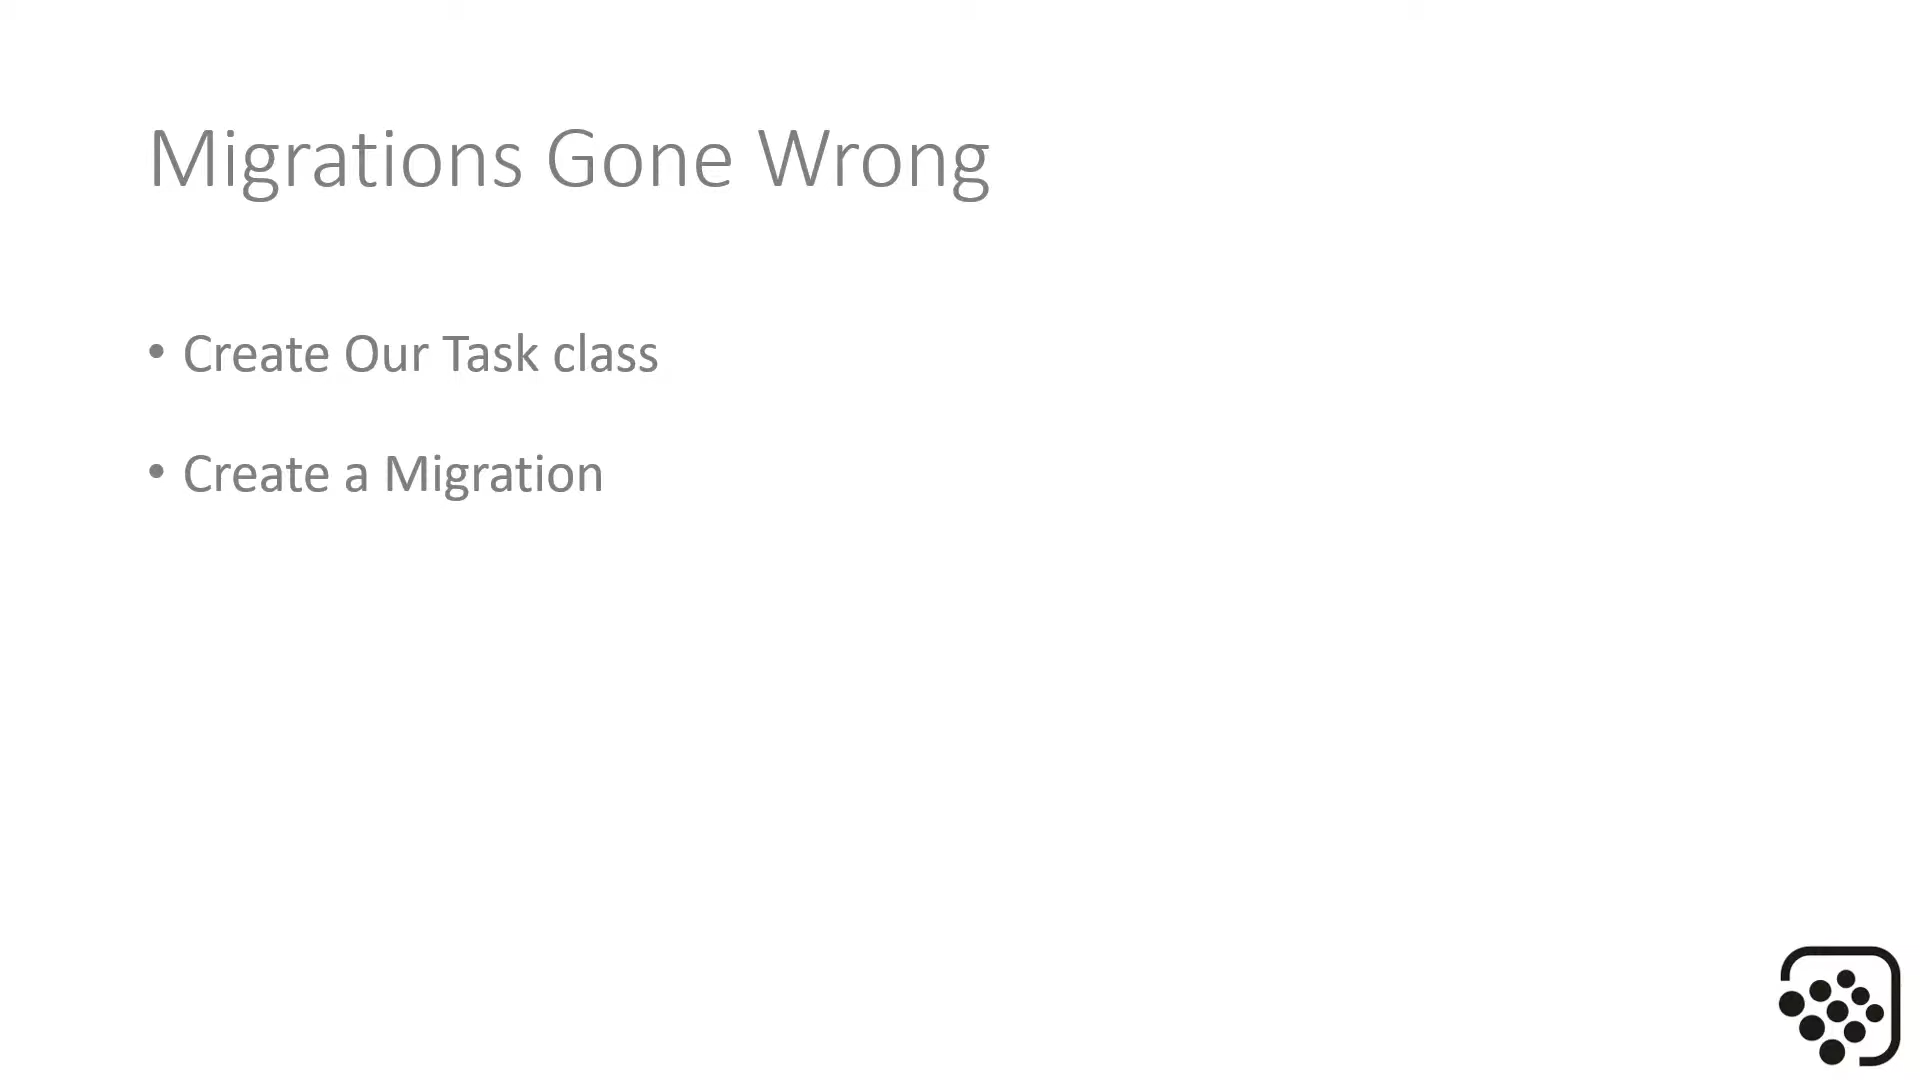 Migrations Gone Wrong
• Create Our Task class
• Create a Migration